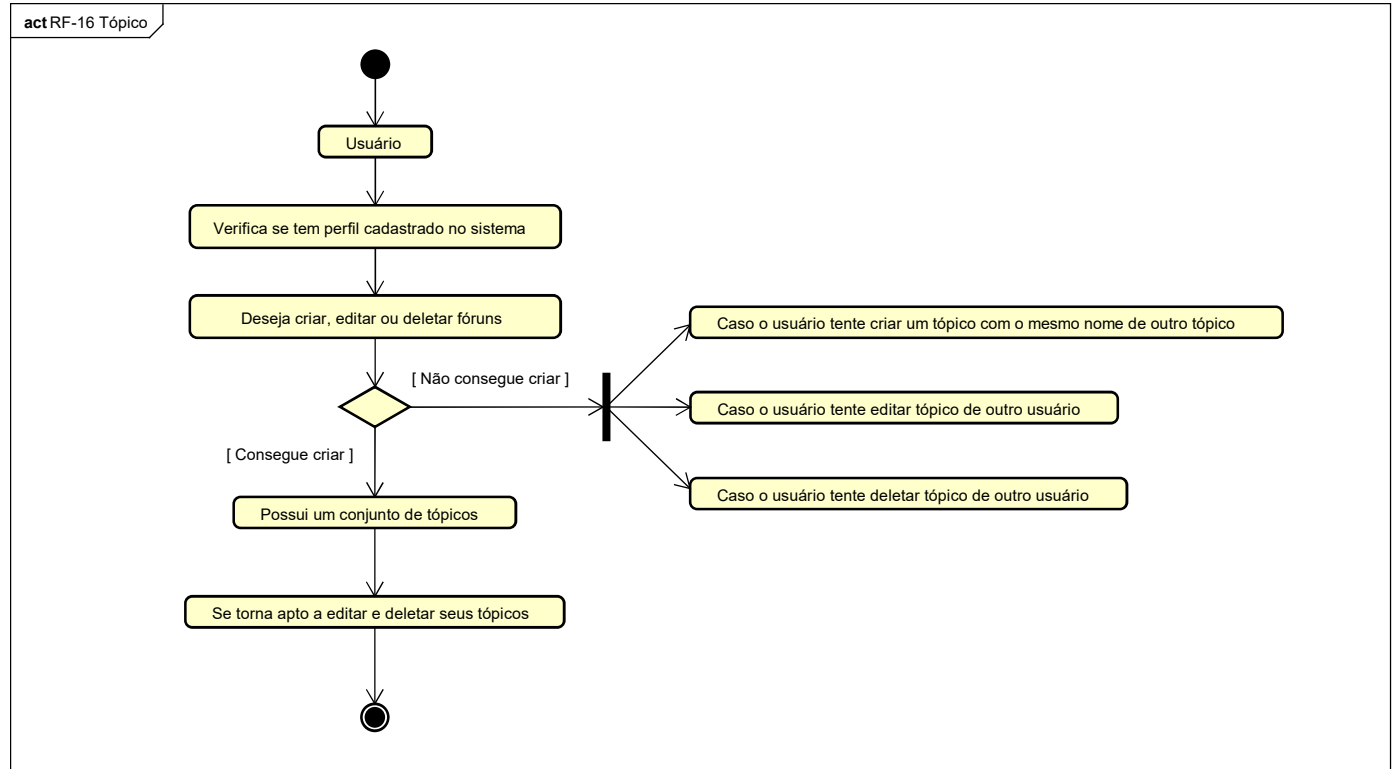 act RF-16 Tópico
Usuário
Verifica se tem perfil cadastrado no sistema
Deseja criar, editar ou deletar fóruns
[ Não consegue criar ]
Caso o usuário tente criar um tópico com o mesmo nome de outro tópico
Caso o usuário tente editar tópico de outro usuário
Caso o usuário tente deletar tópico de outro usuário
[ Consegue criar ]
Possui um conjunto de tópicos
Se torna apto a editar e deletar seus tópicos